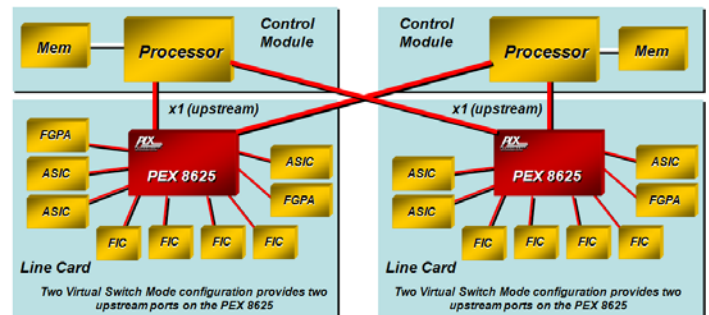 Mem
Processor
Control
Module
Control
Module
Processor
Mem
x1 (upstream)
x1 (upstream)
FGPA
ASIC
ASIC
PLX
PEX 8625
ASIC
FGPA
FIC
FIC
FIC
FIC
Line Card
Two Virtual Switch Mode configuration provides two
upstream ports on the PEX 8625
ASIC
ASIC
PLX
PEX 8625
ASIC
FGPA
FIC
FIC
FIC
FIC
Line Card
Two Virtual Switch Mode configuration provides two
upstream ports on the PEX 8625